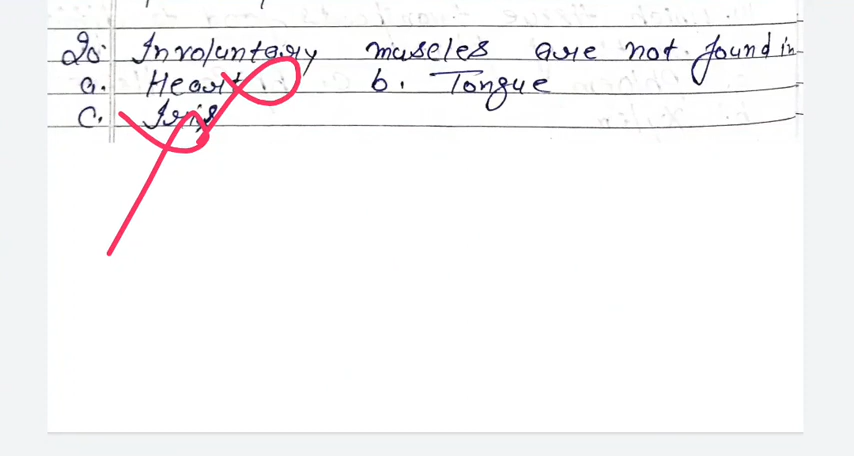 20. Involuntary muscles are not found in
a. Heart b. Tongue
c. Iris